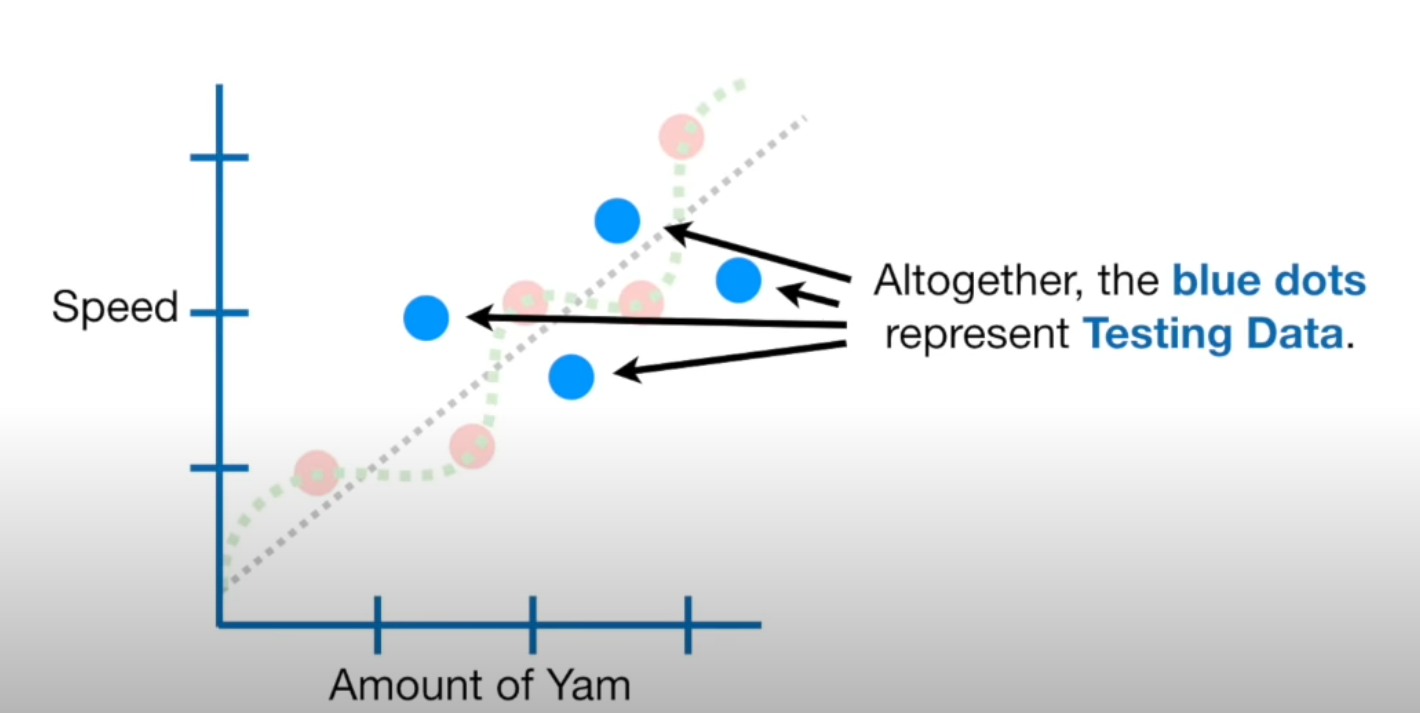 Speed
Altogether, the blue dots
represent Testing Data.
Amount of Yam